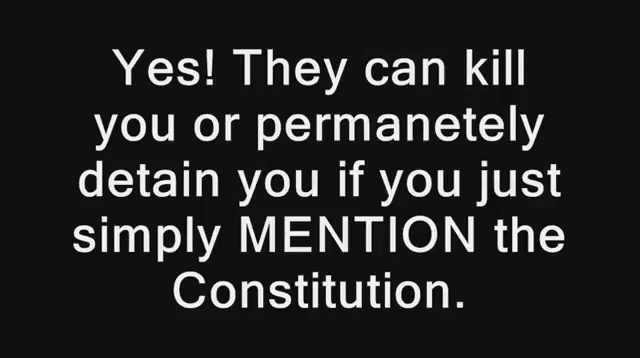 Yes! They can kill
you or permanetely
detain you if you just
simply MENTION the
Constitution.